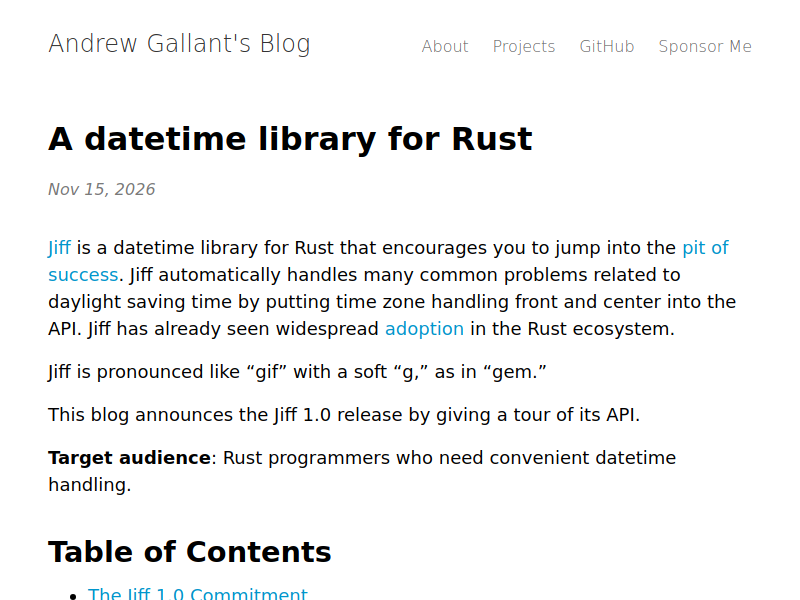 Andrew Gallant's Blog
About Projects GitHub Sponsor Me
A datetime library for Rust
Nov 15, 2026
Jiff is a datetime library for Rust that encourages you to jump into the pit of
success. Jiff automatically handles many common problems related to
daylight saving time by putting time zone handling front and center into the
API. Jiff has already seen widespread adoption in the Rust ecosystem.
Jiff is pronounced like “gif” with a soft “g,” as in “gem.”
This blog announces the Jiff 1.0 release by giving a tour of its API.
Target audience: Rust programmers who need convenient datetime
handling.
Table of Contents
• The Jiff 1.0 Commitment